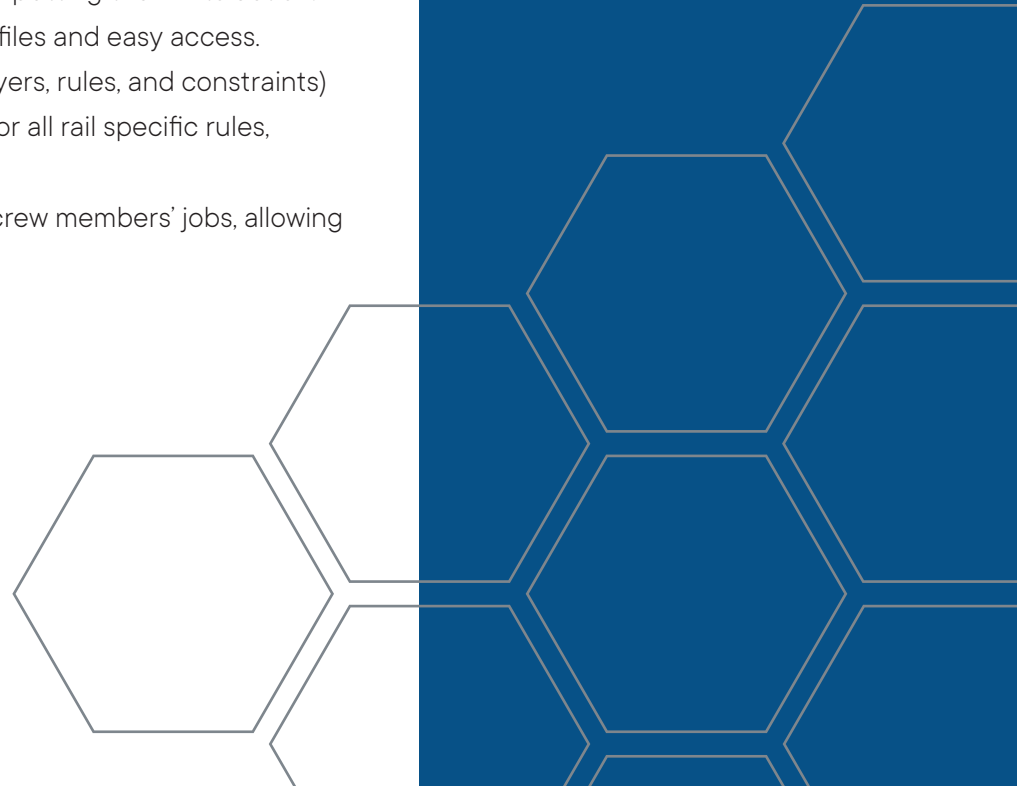 files and easy access.
yers, rules, and constraints)
or all rail specific rules,
crew members’ jobs, allowing